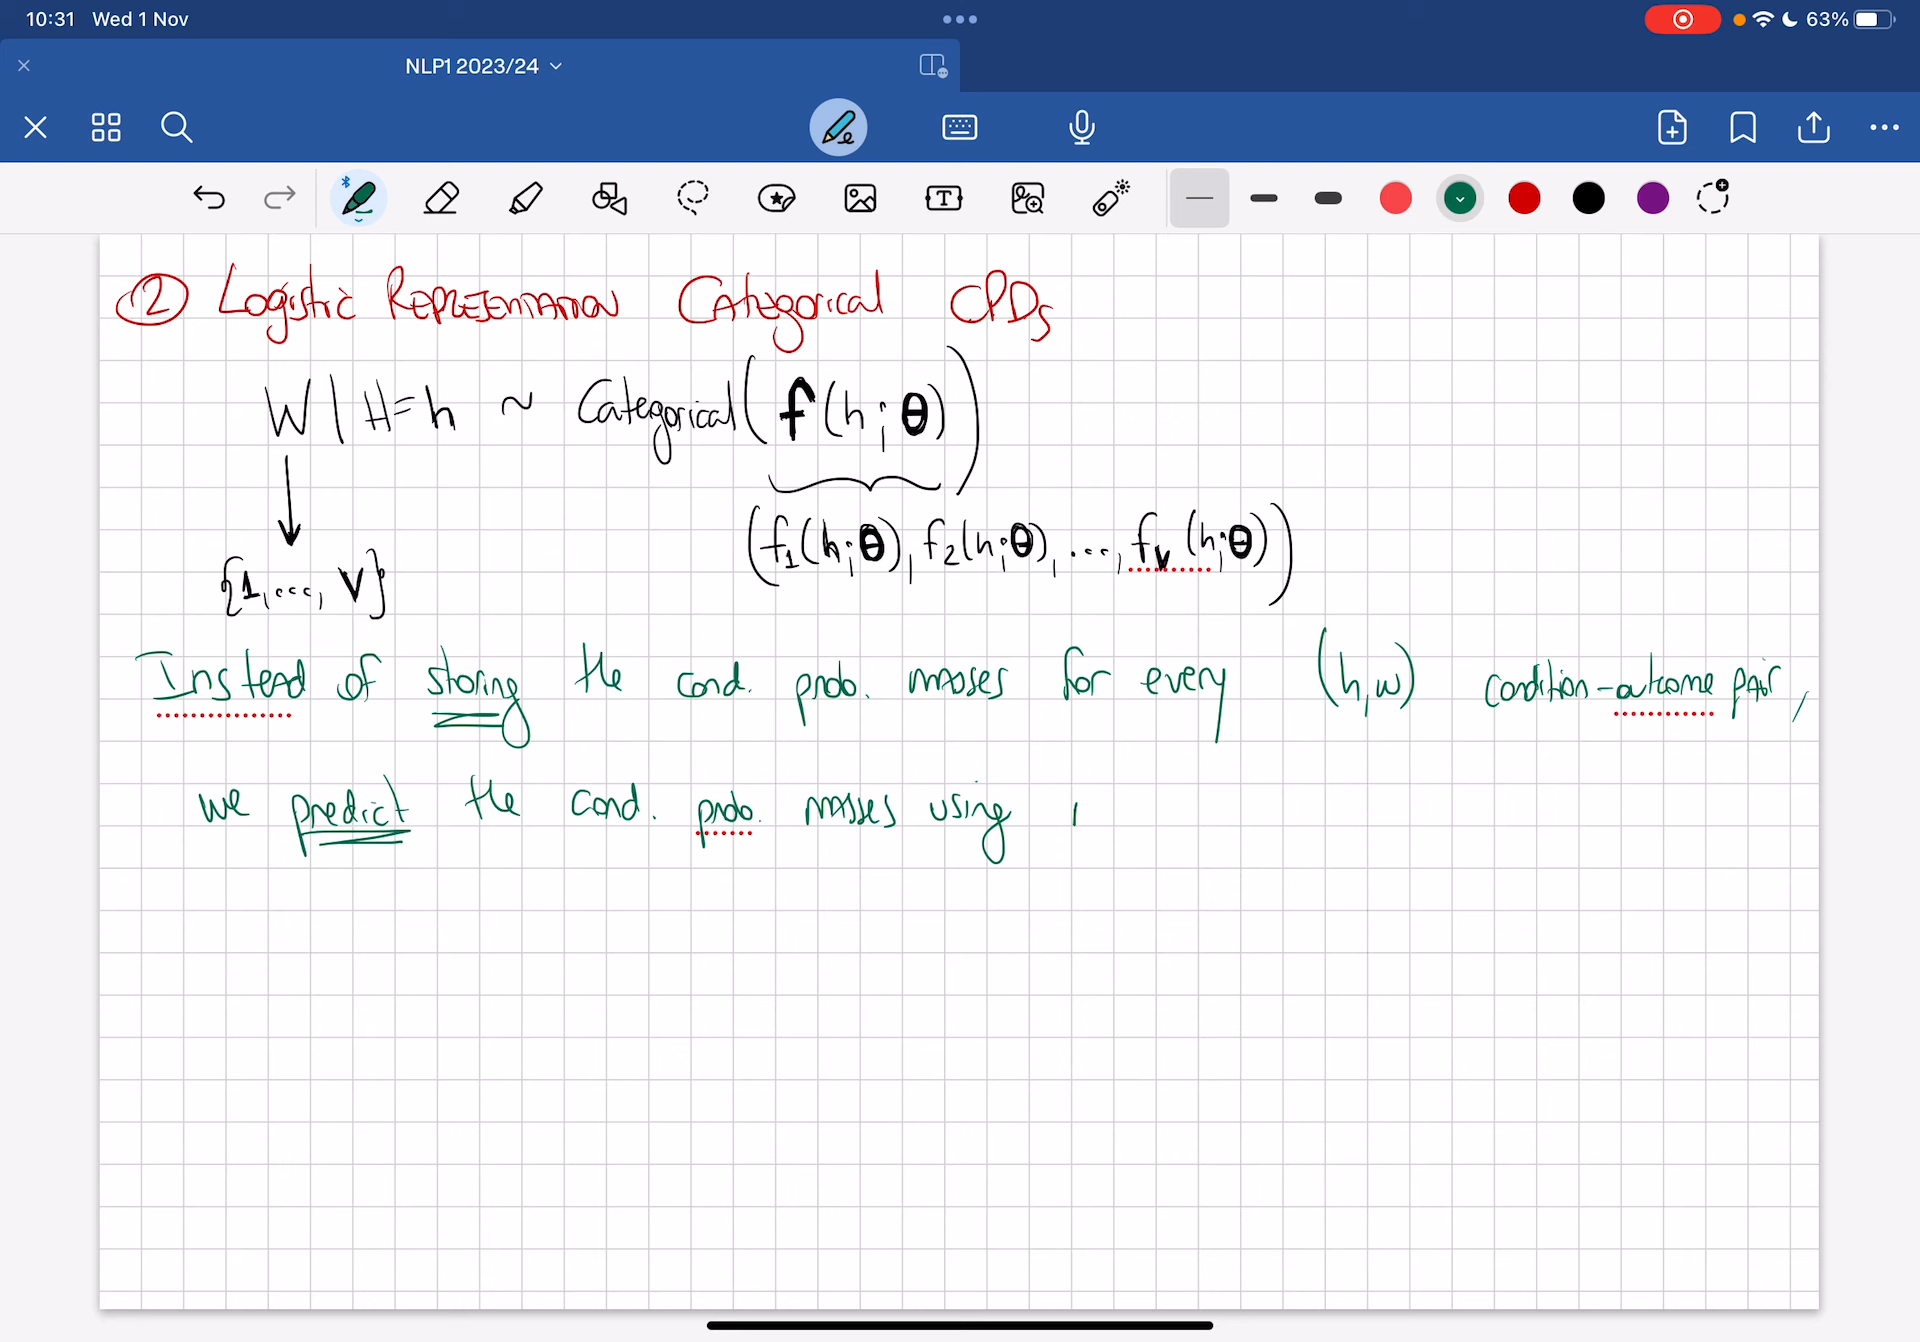 10:31 Wed 1 Nov
63%
NLP1 2023/24
② Logistic Representation Categorical CPDs
W | H=h ~ Categorical(f(h;θ))
(f₁(h;θ), f₂(h;θ), ..., f_V(h;θ))
{1, ..., V}
Instead of storing the cond. prob. masses for every (h,w) condition-outcome pair,
we predict the cond. prob. masses using